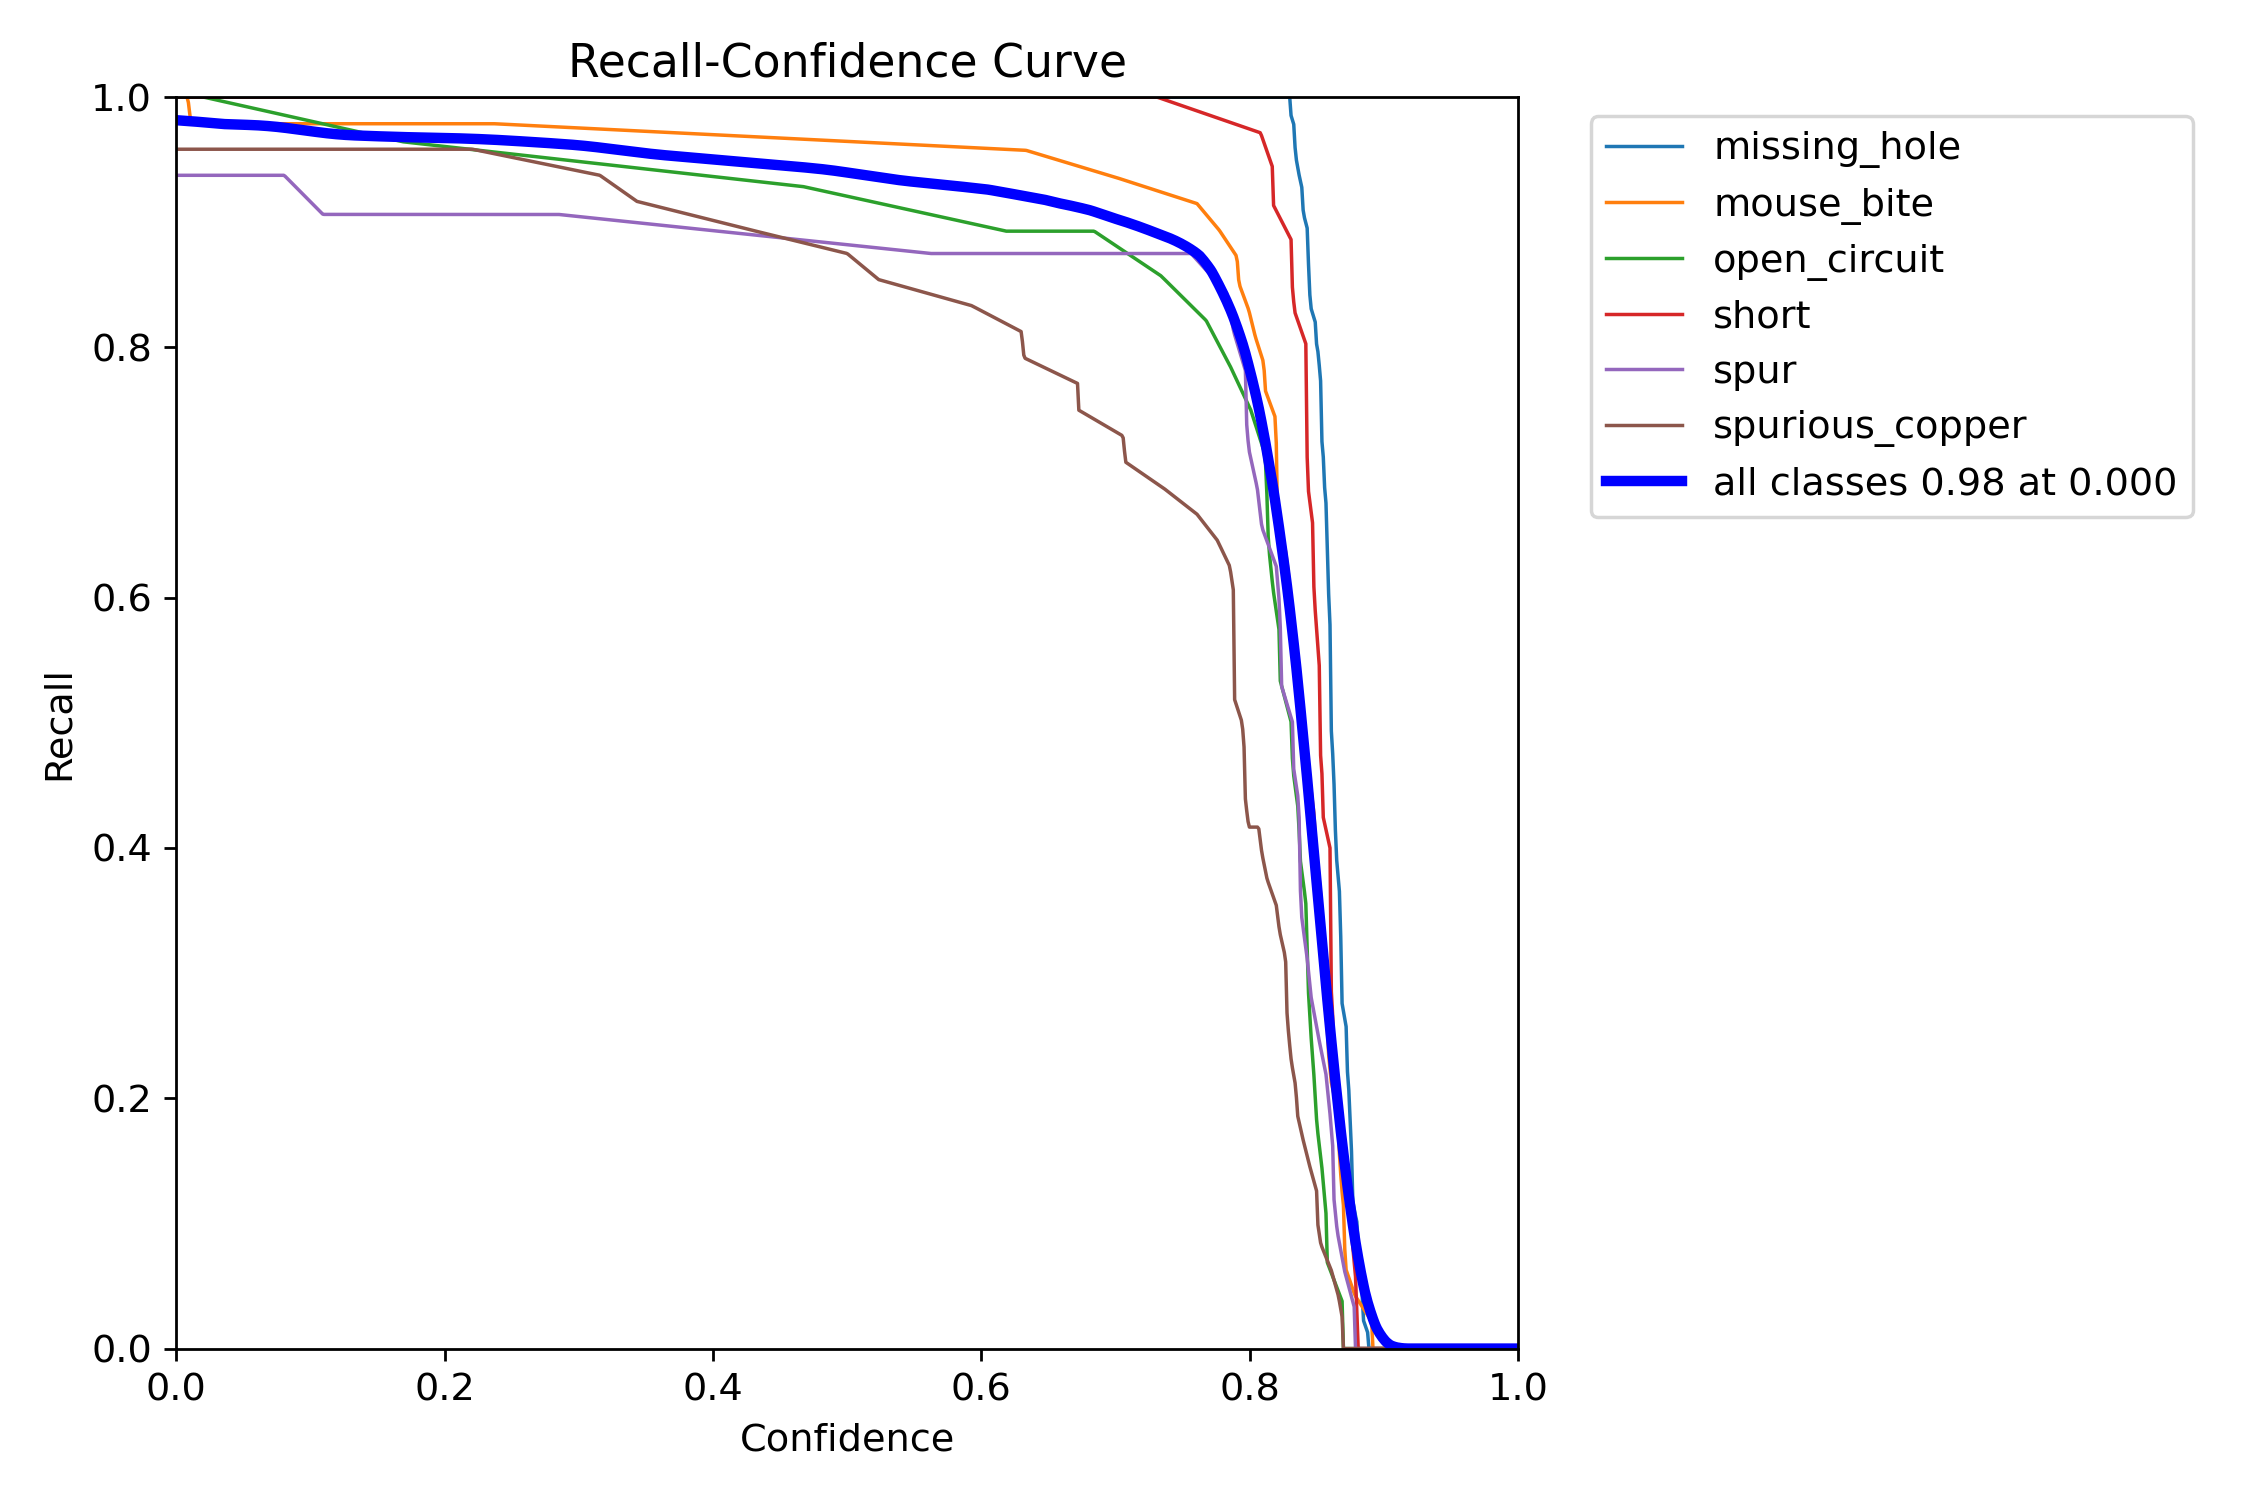 Recall-Confidence Curve
1.0
0.8
0.6
0.4
0.2
0.0
Recall
0.0 0.2 0.4 0.6 0.8 1.0
Confidence
missing_hole
mouse_bite
open_circuit
short
spur
spurious_copper
all classes 0.98 at 0.000